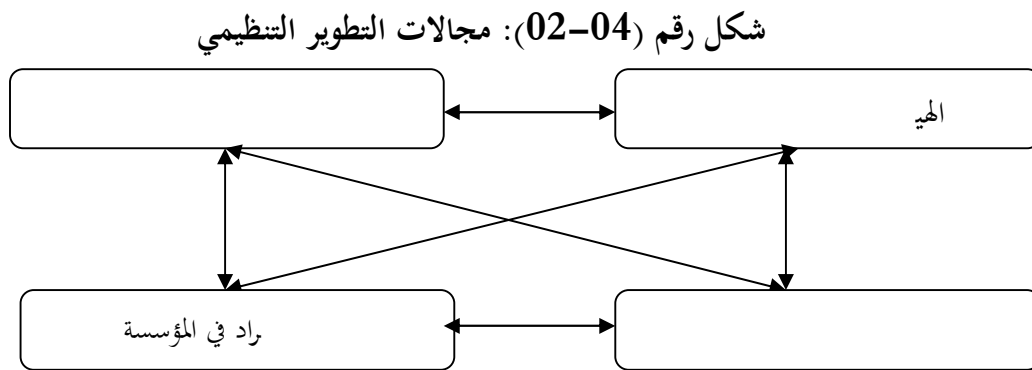 شكل رقم (04–02): مجالات التطوير التنظيمي
الهي
راد في المؤسسة